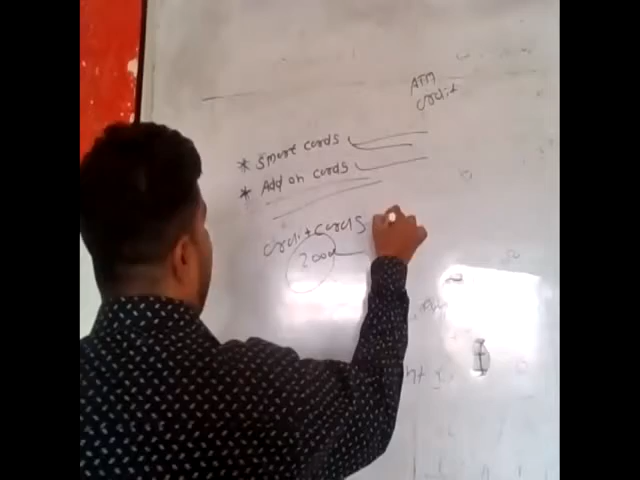 ATM
credit
* Smart cards
* Add on cards
credit cards
2000